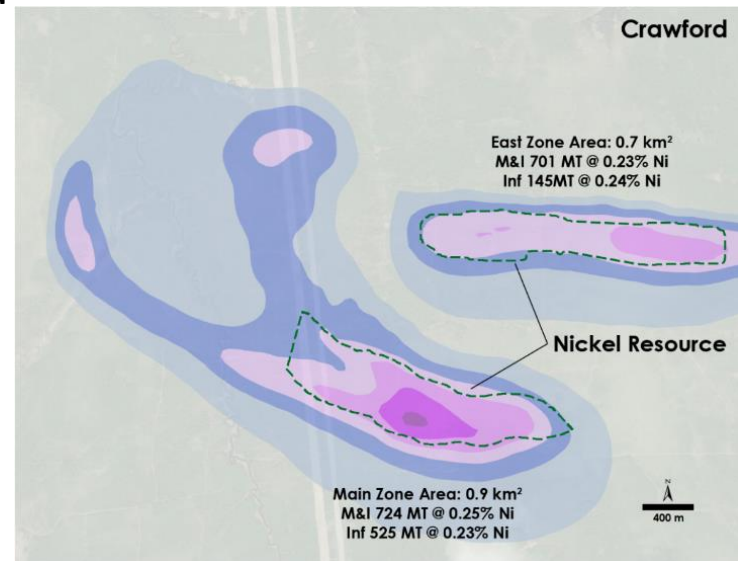 Crawford
East Zone Area: 0.7 km²
M&I 701 MT @ 0.23% Ni
Inf 145MT @ 0.24% Ni
Nickel Resource
Main Zone Area: 0.9 km²
M&I 724 MT @ 0.25% Ni
Inf 525 MT @ 0.23% Ni
N
400 m